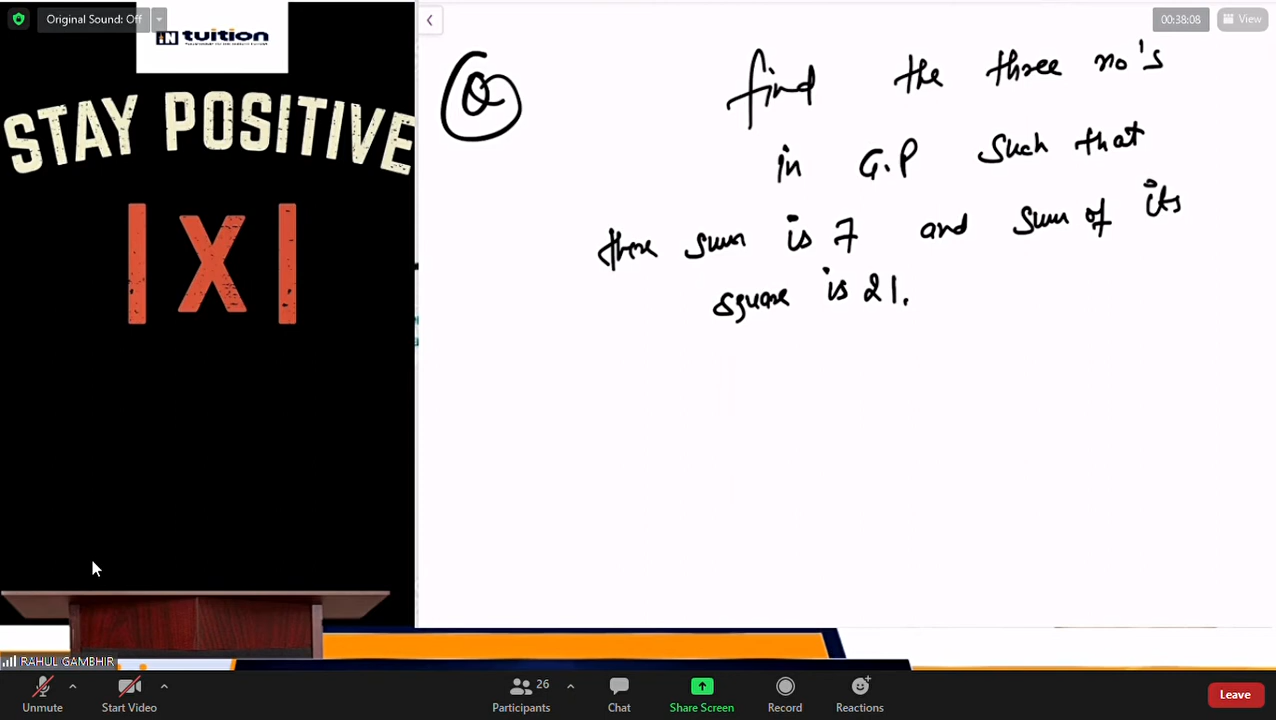 Original Sound: Off
00:38:08
View
iN tuition
STAY POSITIVE
|x|
Q
find the three no's
in G.P such that
there sum is 7 and sum of its
square is 21.
RAHUL GAMBHIR
Unmute
Start Video
26
Participants
Chat
Share Screen
Record
Reactions
Leave